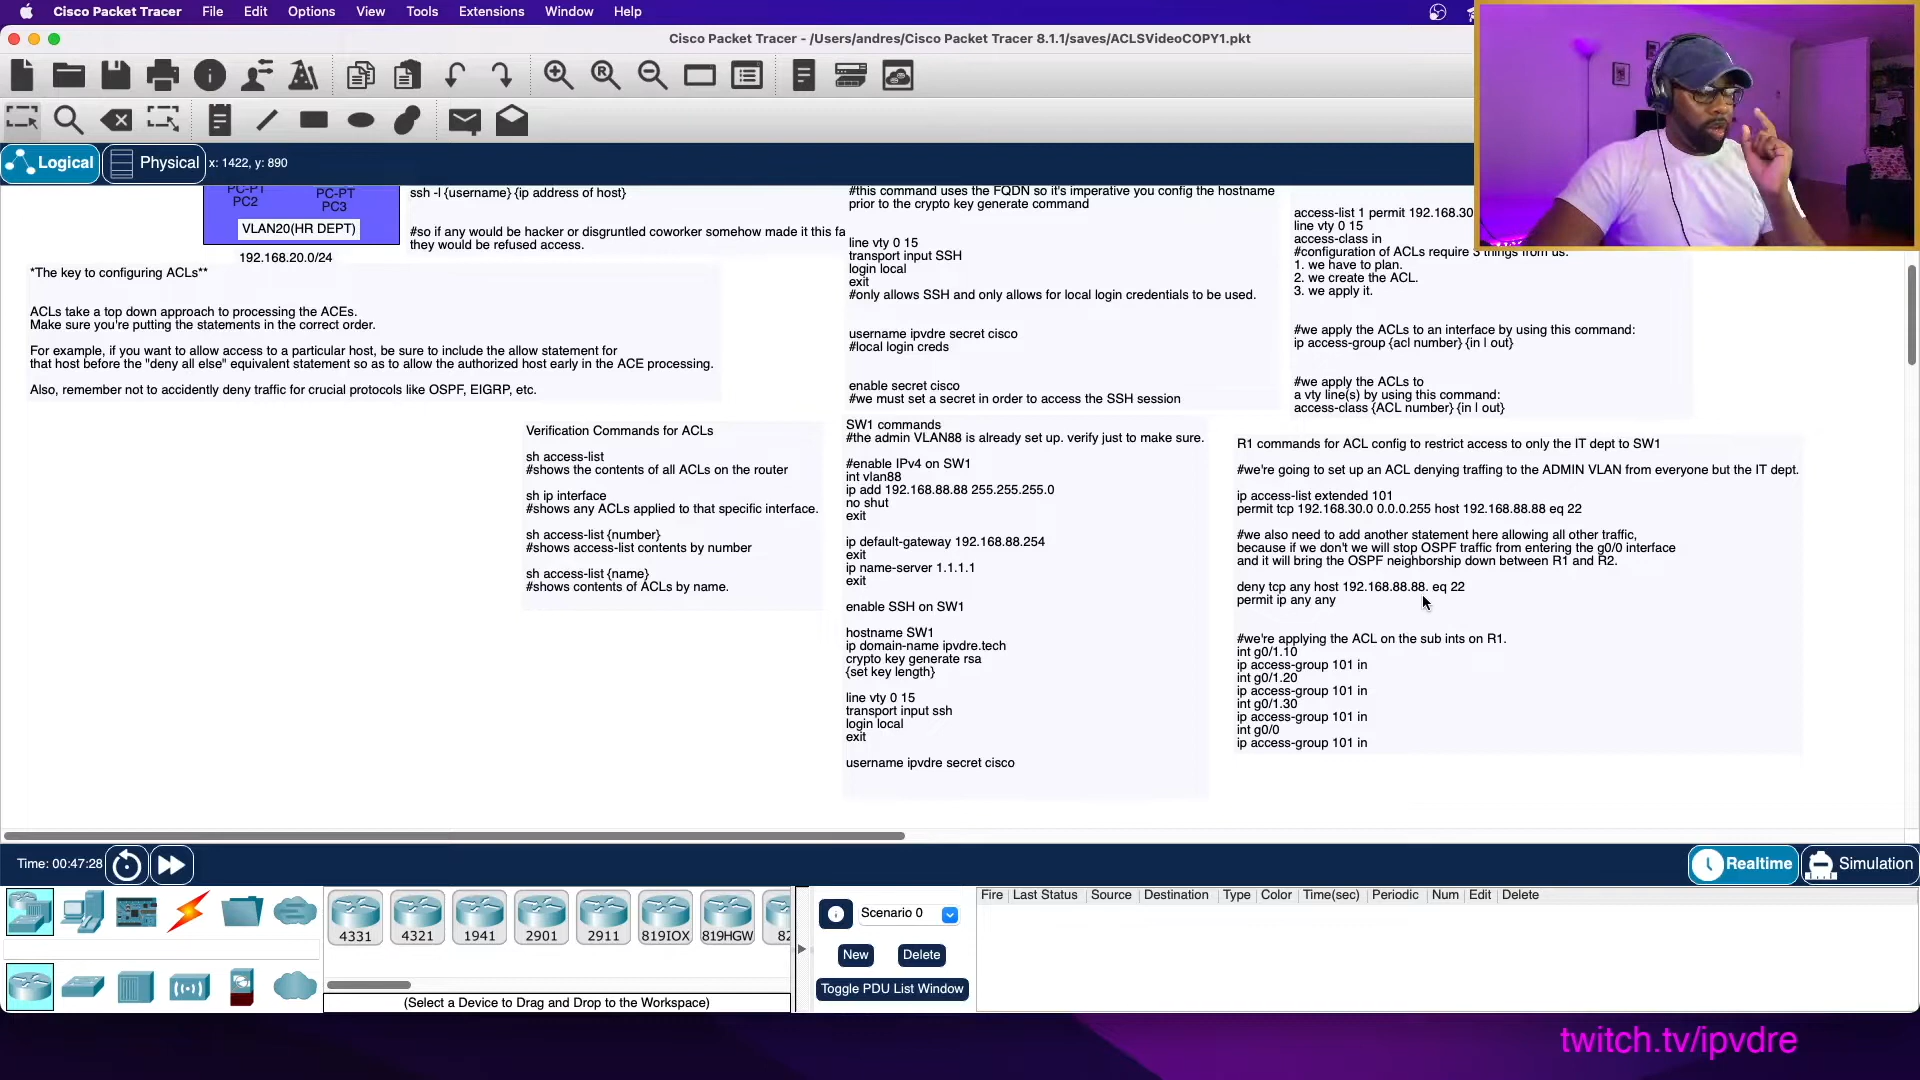 Cisco Packet Tracer File Edit Options View Tools Extensions Window Help
Cisco Packet Tracer - /Users/andres/Cisco Packet Tracer 8.1.1/saves/ACLSVideoCOPY1.pkt
Logical
Physical
x: 1422, y: 890
PC-PT
PC2
PC-PT
PC3
VLAN20(HR DEPT)
192.168.20.0/24
ssh -l {username} {ip address of host}
#so if any would be hacker or disgruntled coworker somehow made it this fa
they would be refused access.
*The key to configuring ACLs**
ACLs take a top down approach to processing the ACEs.
Make sure you're putting the statements in the correct order.
For example, if you want to allow access to a particular host, be sure to include the allow statement for
that host before the "deny all else" equivalent statement so as to allow the authorized host early in the ACE processing.
Also, remember not to accidently deny traffic for crucial protocols like OSPF, EIGRP, etc.
Verification Commands for ACLs
sh access-list
#shows the contents of all ACLs on the router
sh ip interface
#shows any ACLs applied to that specific interface.
sh access-list {number}
#shows access-list contents by number
sh access-list {name}
#shows contents of ACLs by name.
#this command uses the FQDN so it's imperative you config the hostname
prior to the crypto key generate command
line vty 0 15
transport input SSH
login local
exit
#only allows SSH and only allows for local login credentials to be used.
username ipvdre secret cisco
#local login creds
enable secret cisco
#we must set a secret in order to access the SSH session
SW1 commands
#the admin VLAN88 is already set up. verify just to make sure.
#enable IPv4 on SW1
int vlan88
ip add 192.168.88.88 255.255.255.0
no shut
exit
ip default-gateway 192.168.88.254
exit
ip name-server 1.1.1.1
exit
enable SSH on SW1
hostname SW1
ip domain-name ipvdre.tech
crypto key generate rsa
{set key length}
line vty 0 15
transport input ssh
login local
exit
username ipvdre secret cisco
access-list 1 permit 192.168.30
line vty 0 15
access-class in
#configuration of ACLs require 3 things from us:
1. we have to plan.
2. we create the ACL.
3. we apply it.
#we apply the ACLs to an interface by using this command:
ip access-group {acl number} {in | out}
#we apply the ACLs to
a vty line(s) by using this command:
access-class {ACL number} {in | out}
R1 commands for ACL config to restrict access to only the IT dept to SW1
#we're going to set up an ACL denying traffing to the ADMIN VLAN from everyone but the IT dept.
ip access-list extended 101
permit tcp 192.168.30.0 0.0.0.255 host 192.168.88.88 eq 22
#we also need to add another statement here allowing all other traffic,
because if we don't we will stop OSPF traffic from entering the g0/0 interface
and it will bring the OSPF neighborship down between R1 and R2.
deny tcp any host 192.168.88.88. eq 22
permit ip any any
#we're applying the ACL on the sub ints on R1.
int g0/1.10
ip access-group 101 in
int g0/1.20
ip access-group 101 in
int g0/1.30
ip access-group 101 in
int g0/0
ip access-group 101 in
Time: 00:47:28
Realtime
Simulation
4331 4321 1941 2901 2911 819IOX 819HGW 82
(Select a Device to Drag and Drop to the Workspace)
Scenario 0
New Delete
Toggle PDU List Window
Fire Last Status Source Destination Type Color Time(sec) Periodic Num Edit Delete
twitch.tv/ipvdre